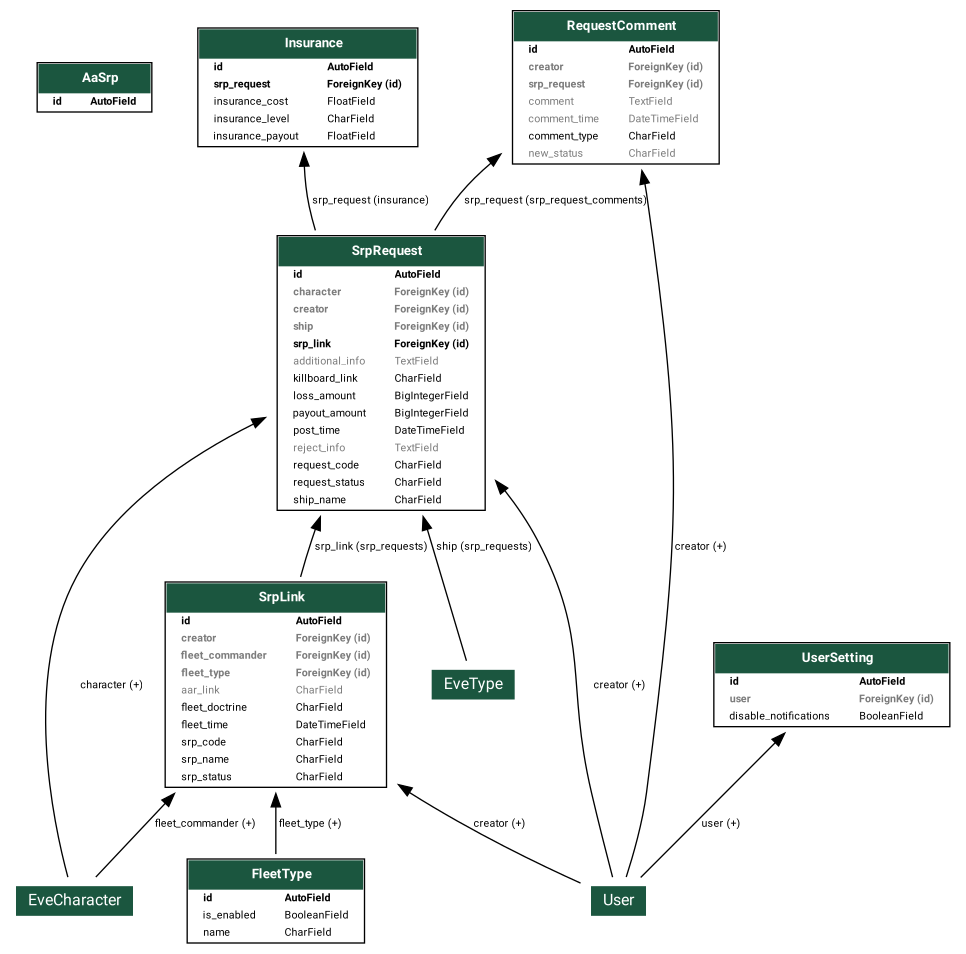 AaSrp
id AutoField
Insurance
id AutoField
srp_request ForeignKey (id)
insurance_cost FloatField
insurance_level CharField
insurance_payout FloatField
RequestComment
id AutoField
creator ForeignKey (id)
srp_request ForeignKey (id)
comment TextField
comment_time DateTimeField
comment_type CharField
new_status CharField
srp_request (insurance)
srp_request (srp_request_comments)
SrpRequest
id AutoField
character ForeignKey (id)
creator ForeignKey (id)
ship ForeignKey (id)
srp_link ForeignKey (id)
additional_info TextField
killboard_link CharField
loss_amount BigIntegerField
payout_amount BigIntegerField
post_time DateTimeField
reject_info TextField
request_code CharField
request_status CharField
ship_name CharField
srp_link (srp_requests)
ship (srp_requests)
creator (+)
SrpLink
id AutoField
creator ForeignKey (id)
fleet_commander ForeignKey (id)
fleet_type ForeignKey (id)
aar_link CharField
fleet_doctrine CharField
fleet_time DateTimeField
srp_code CharField
srp_name CharField
srp_status CharField
EveType
UserSetting
id AutoField
user ForeignKey (id)
disable_notifications BooleanField
character (+)
creator (+)
fleet_commander (+)
fleet_type (+)
creator (+)
user (+)
EveCharacter
FleetType
id AutoField
is_enabled BooleanField
name CharField
User